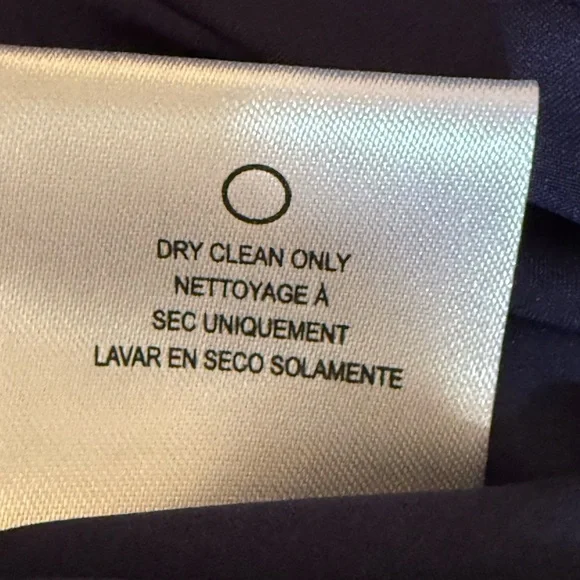 DRY CLEAN ONLY
NETTOYAGE À
SEC UNIQUEMENT
LAVAR EN SECO SOLAMENTE